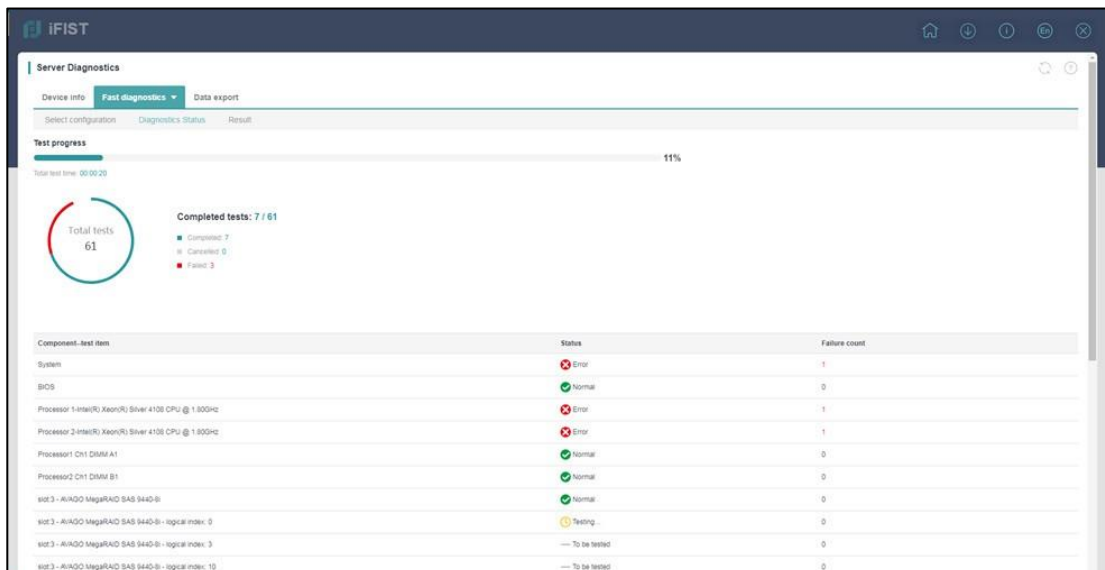 iFIST
En
Server Diagnostics
Device info Fast diagnostics Data export
Select configuration Diagnostics Status Result
Test progress
11%
Total test time: 00:00:20
Total tests
61
Completed tests: 7 / 61
Completed: 7
Cancelled: 0
Failed: 3
Component--test item Status Failure count
System Error 1
BIOS Normal 0
Processor 1-Intel(R) Xeon(R) Silver 4108 CPU @ 1.80GHz Error 1
Processor 2-Intel(R) Xeon(R) Silver 4108 CPU @ 1.80GHz Error 1
Processor1 Ch1 DIMM A1 Normal 0
Processor2 Ch1 DIMM B1 Normal 0
slot:3 - AVAGO MegaRAID SAS 9440-8i Normal 0
slot:3 - AVAGO MegaRAID SAS 9440-8i - logical index: 0 Testing... 0
slot:3 - AVAGO MegaRAID SAS 9440-8i - logical index: 3 — To be tested 0
slot:3 - AVAGO MegaRAID SAS 9440-8i - logical index: 10 — To be tested 0